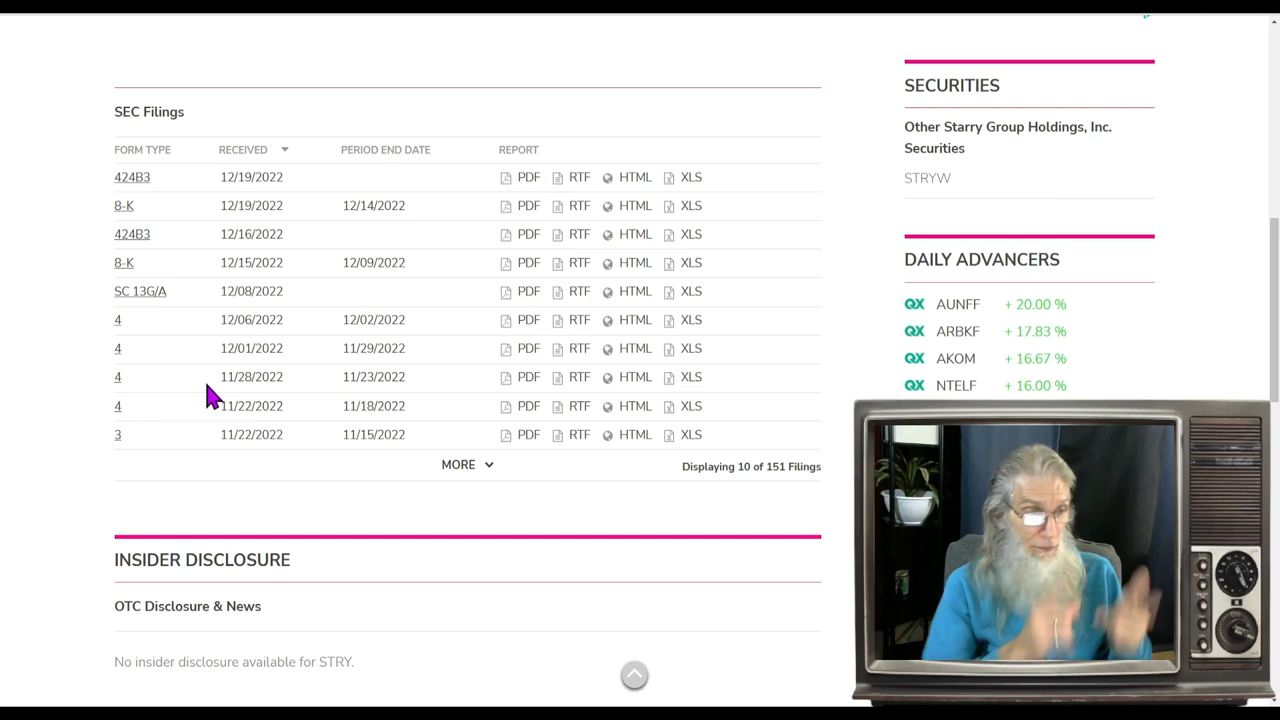 SEC Filings
FORM TYPE RECEIVED PERIOD END DATE REPORT
424B3 12/19/2022 PDF RTF HTML XLS
8-K 12/19/2022 12/14/2022 PDF RTF HTML XLS
424B3 12/16/2022 PDF RTF HTML XLS
8-K 12/15/2022 12/09/2022 PDF RTF HTML XLS
SC 13G/A 12/08/2022 PDF RTF HTML XLS
4 12/06/2022 12/02/2022 PDF RTF HTML XLS
4 12/01/2022 11/29/2022 PDF RTF HTML XLS
4 11/28/2022 11/23/2022 PDF RTF HTML XLS
4 11/22/2022 11/18/2022 PDF RTF HTML XLS
3 11/22/2022 11/15/2022 PDF RTF HTML XLS
MORE Displaying 10 of 151 Filings
INSIDER DISCLOSURE
OTC Disclosure & News
No insider disclosure available for STRY.
SECURITIES
Other Starry Group Holdings, Inc.
Securities
STRYW
DAILY ADVANCERS
QX AUNFF + 20.00 %
QX ARBKF + 17.83 %
QX AKOM + 16.67 %
QX NTELF + 16.00 %